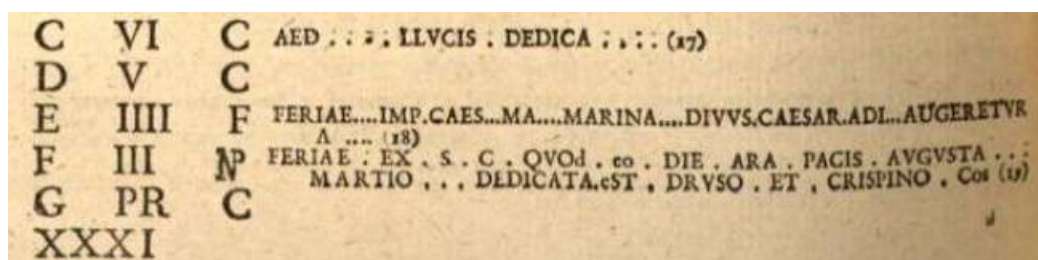 C VI C AED . . . . LLVCIS . DEDICA . . . . (17)
D V C
E IIII F FERIAE....IMP.CAES...MA....MARINA....DIVVS.CAESAR.ADI...AUGERETVR
A .... (18)
F III NP FERIAE . EX . S . C . QVOd . eo . DIE . ARA . PACIS . AVGVSTA . . .
MARTIO . . . DEDICATA.eST . DRVSO . ET . CRISPINO . Cos (19)
G PR C
XXXI